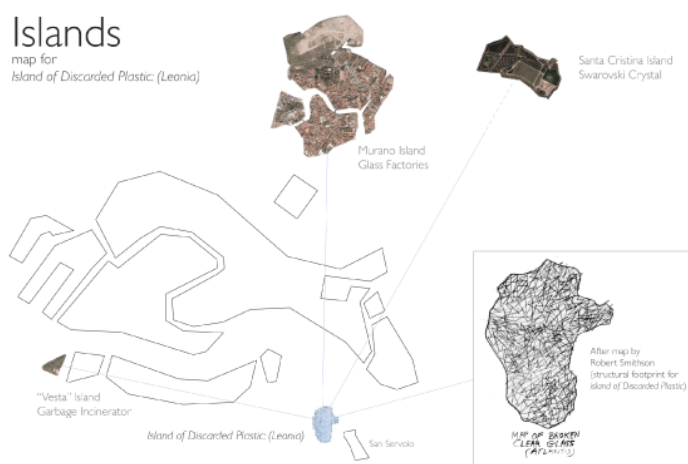 Islands
map for
Island of Discarded Plastic: (Leonia)
Santa Cristina Island
Swarovski Crystal
Murano Island
Glass Factories
After map by
Robert Smithson
(structural footprint for
Island of Discarded Plastic)
"Vesta" Island
Garbage Incinerator
Island of Discarded Plastic: (Leonia)
San Servolo
MAP OF BROKEN
CLEAR GLASS
(ATLANTIS)